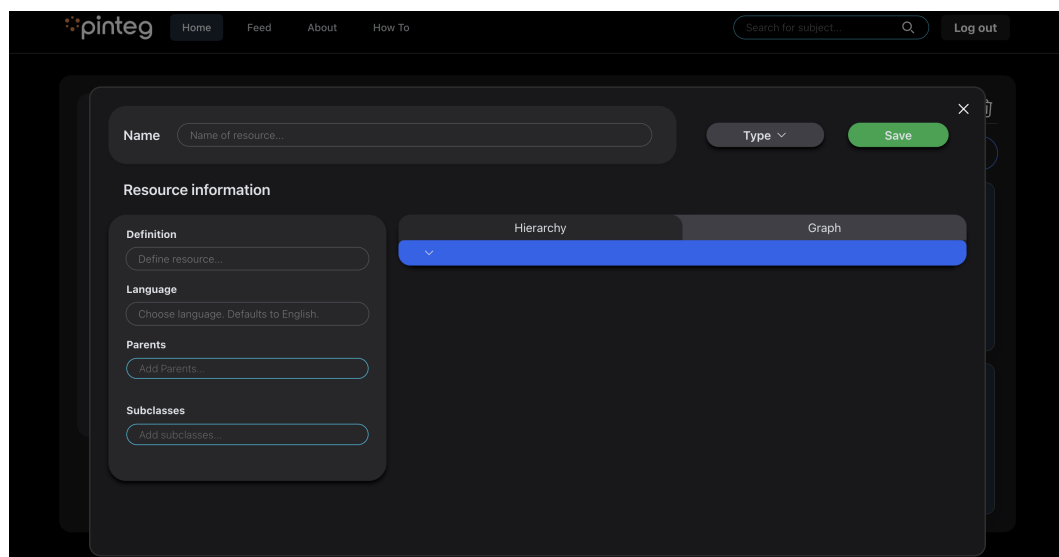 pinteg
Home Feed About How To
Search for subject...
Log out
Name
Name of resource...
Type
Save
Resource information
Definition
Define resource...
Language
Choose language. Defaults to English.
Parents
Add Parents...
Subclasses
Add subclasses...
Hierarchy
Graph